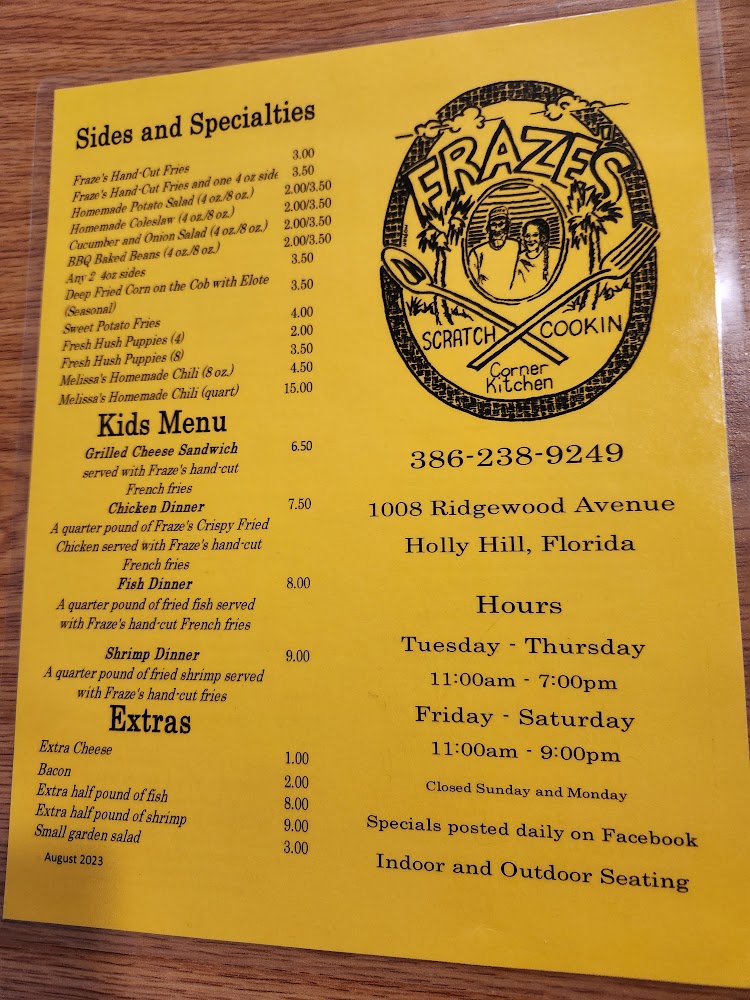 Sides and Specialties
Fraze's Hand-Cut Fries 3.00
Fraze's Hand-Cut Fries and one 4 oz side 3.50
Homemade Potato Salad (4 oz./8 oz.) 2.00/3.50
Homemade Coleslaw (4 oz./8 oz.) 2.00/3.50
Cucumber and Onion Salad (4 oz./8 oz.) 2.00/3.50
BBQ Baked Beans (4 oz./8 oz.) 2.00/3.50
Any 2 4oz sides 3.50
Deep Fried Corn on the Cob with Elote 3.50
(Seasonal)
Sweet Potato Fries 4.00
Fresh Hush Puppies (4) 2.00
Fresh Hush Puppies (8) 3.50
Melissa's Homemade Chili (8 oz.) 4.50
Melissa's Homemade Chili (quart) 15.00
Kids Menu
Grilled Cheese Sandwich 6.50
served with Fraze's hand-cut
French fries
Chicken Dinner 7.50
A quarter pound of Fraze's Crispy Fried
Chicken served with Fraze's hand-cut
French fries
Fish Dinner 8.00
A quarter pound of fried fish served
with Fraze's hand-cut French fries
Shrimp Dinner 9.00
A quarter pound of fried shrimp served
with Fraze's hand-cut fries
Extras
Extra Cheese 1.00
Bacon 2.00
Extra half pound of fish 8.00
Extra half pound of shrimp 9.00
Small garden salad 3.00
August 2023
FRAZE'S
SCRATCH COOKIN
Corner
Kitchen
386-238-9249
1008 Ridgewood Avenue
Holly Hill, Florida
Hours
Tuesday - Thursday
11:00am - 7:00pm
Friday - Saturday
11:00am - 9:00pm
Closed Sunday and Monday
Specials posted daily on Facebook
Indoor and Outdoor Seating